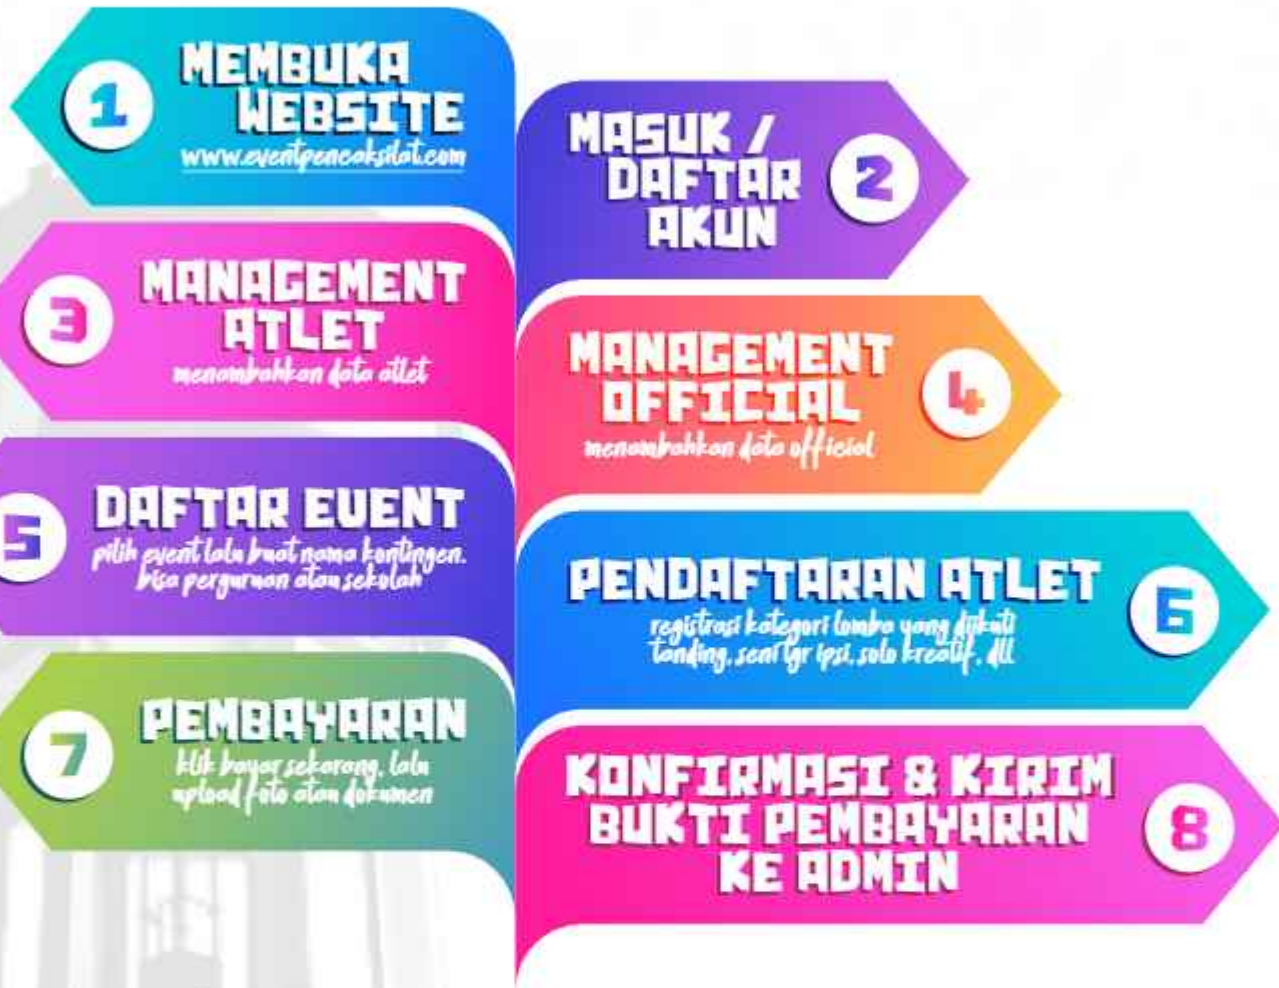 1
MEMBUKA
WEBSITE
www.eventpencaksilat.com
2
MASUK /
DAFTAR
AKUN
3
MANAGEMENT
ATLET
menambahkan data atlet
4
MANAGEMENT
OFFICIAL
menambahkan data official
5
DAFTAR EVENT
pilih event lalu buat nama kontingen.
bisa perguruan atau sekolah
6
PENDAFTARAN ATLET
registrasi kategori lomba yang diikuti
tanding, seni tgr ipsi, solo kreatif, dll
7
PEMBAYARAN
klik bayar sekarang, lalu
upload foto atau dokumen
8
KONFIRMASI & KIRIM
BUKTI PEMBAYARAN
KE ADMIN